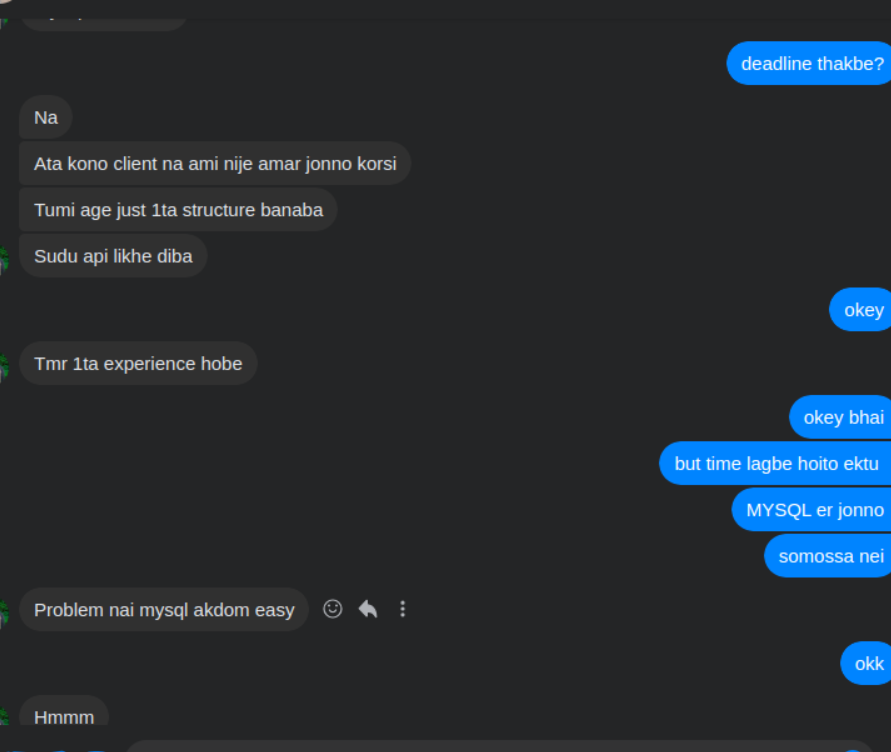 deadline thakbe?
Na
Ata kono client na ami nije amar jonno korsi
Tumi age just 1ta structure banaba
Sudu api likhe diba
okey
Tmr 1ta experience hobe
okey bhai
but time lagbe hoito ektu
MYSQL er jonno
somossa nei
Problem nai mysql akdom easy
okk
Hmmm